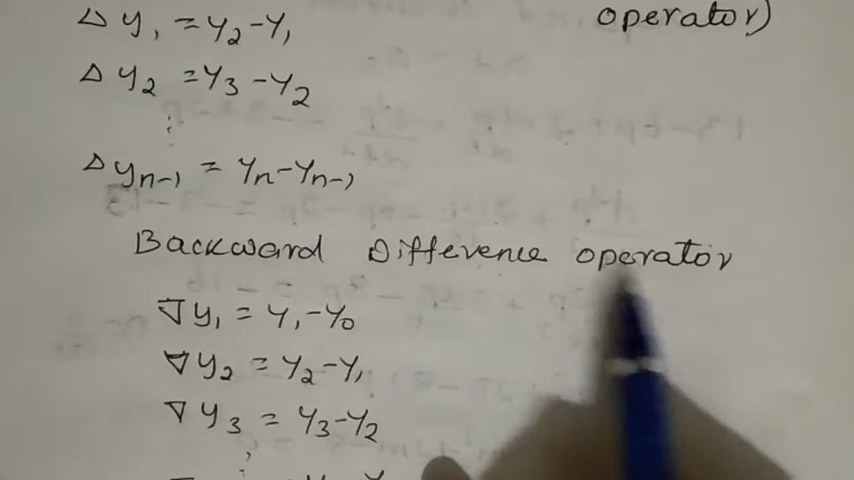 Δy₁ = y₂-y₁ operator)
Δy₂ = y₃-y₂
⋮
Δyₙ₋₁ = yₙ-yₙ₋₁
Backward Difference operator
∇y₁ = y₁-y₀
∇y₂ = y₂-y₁
∇y₃ = y₃-y₂
⋮